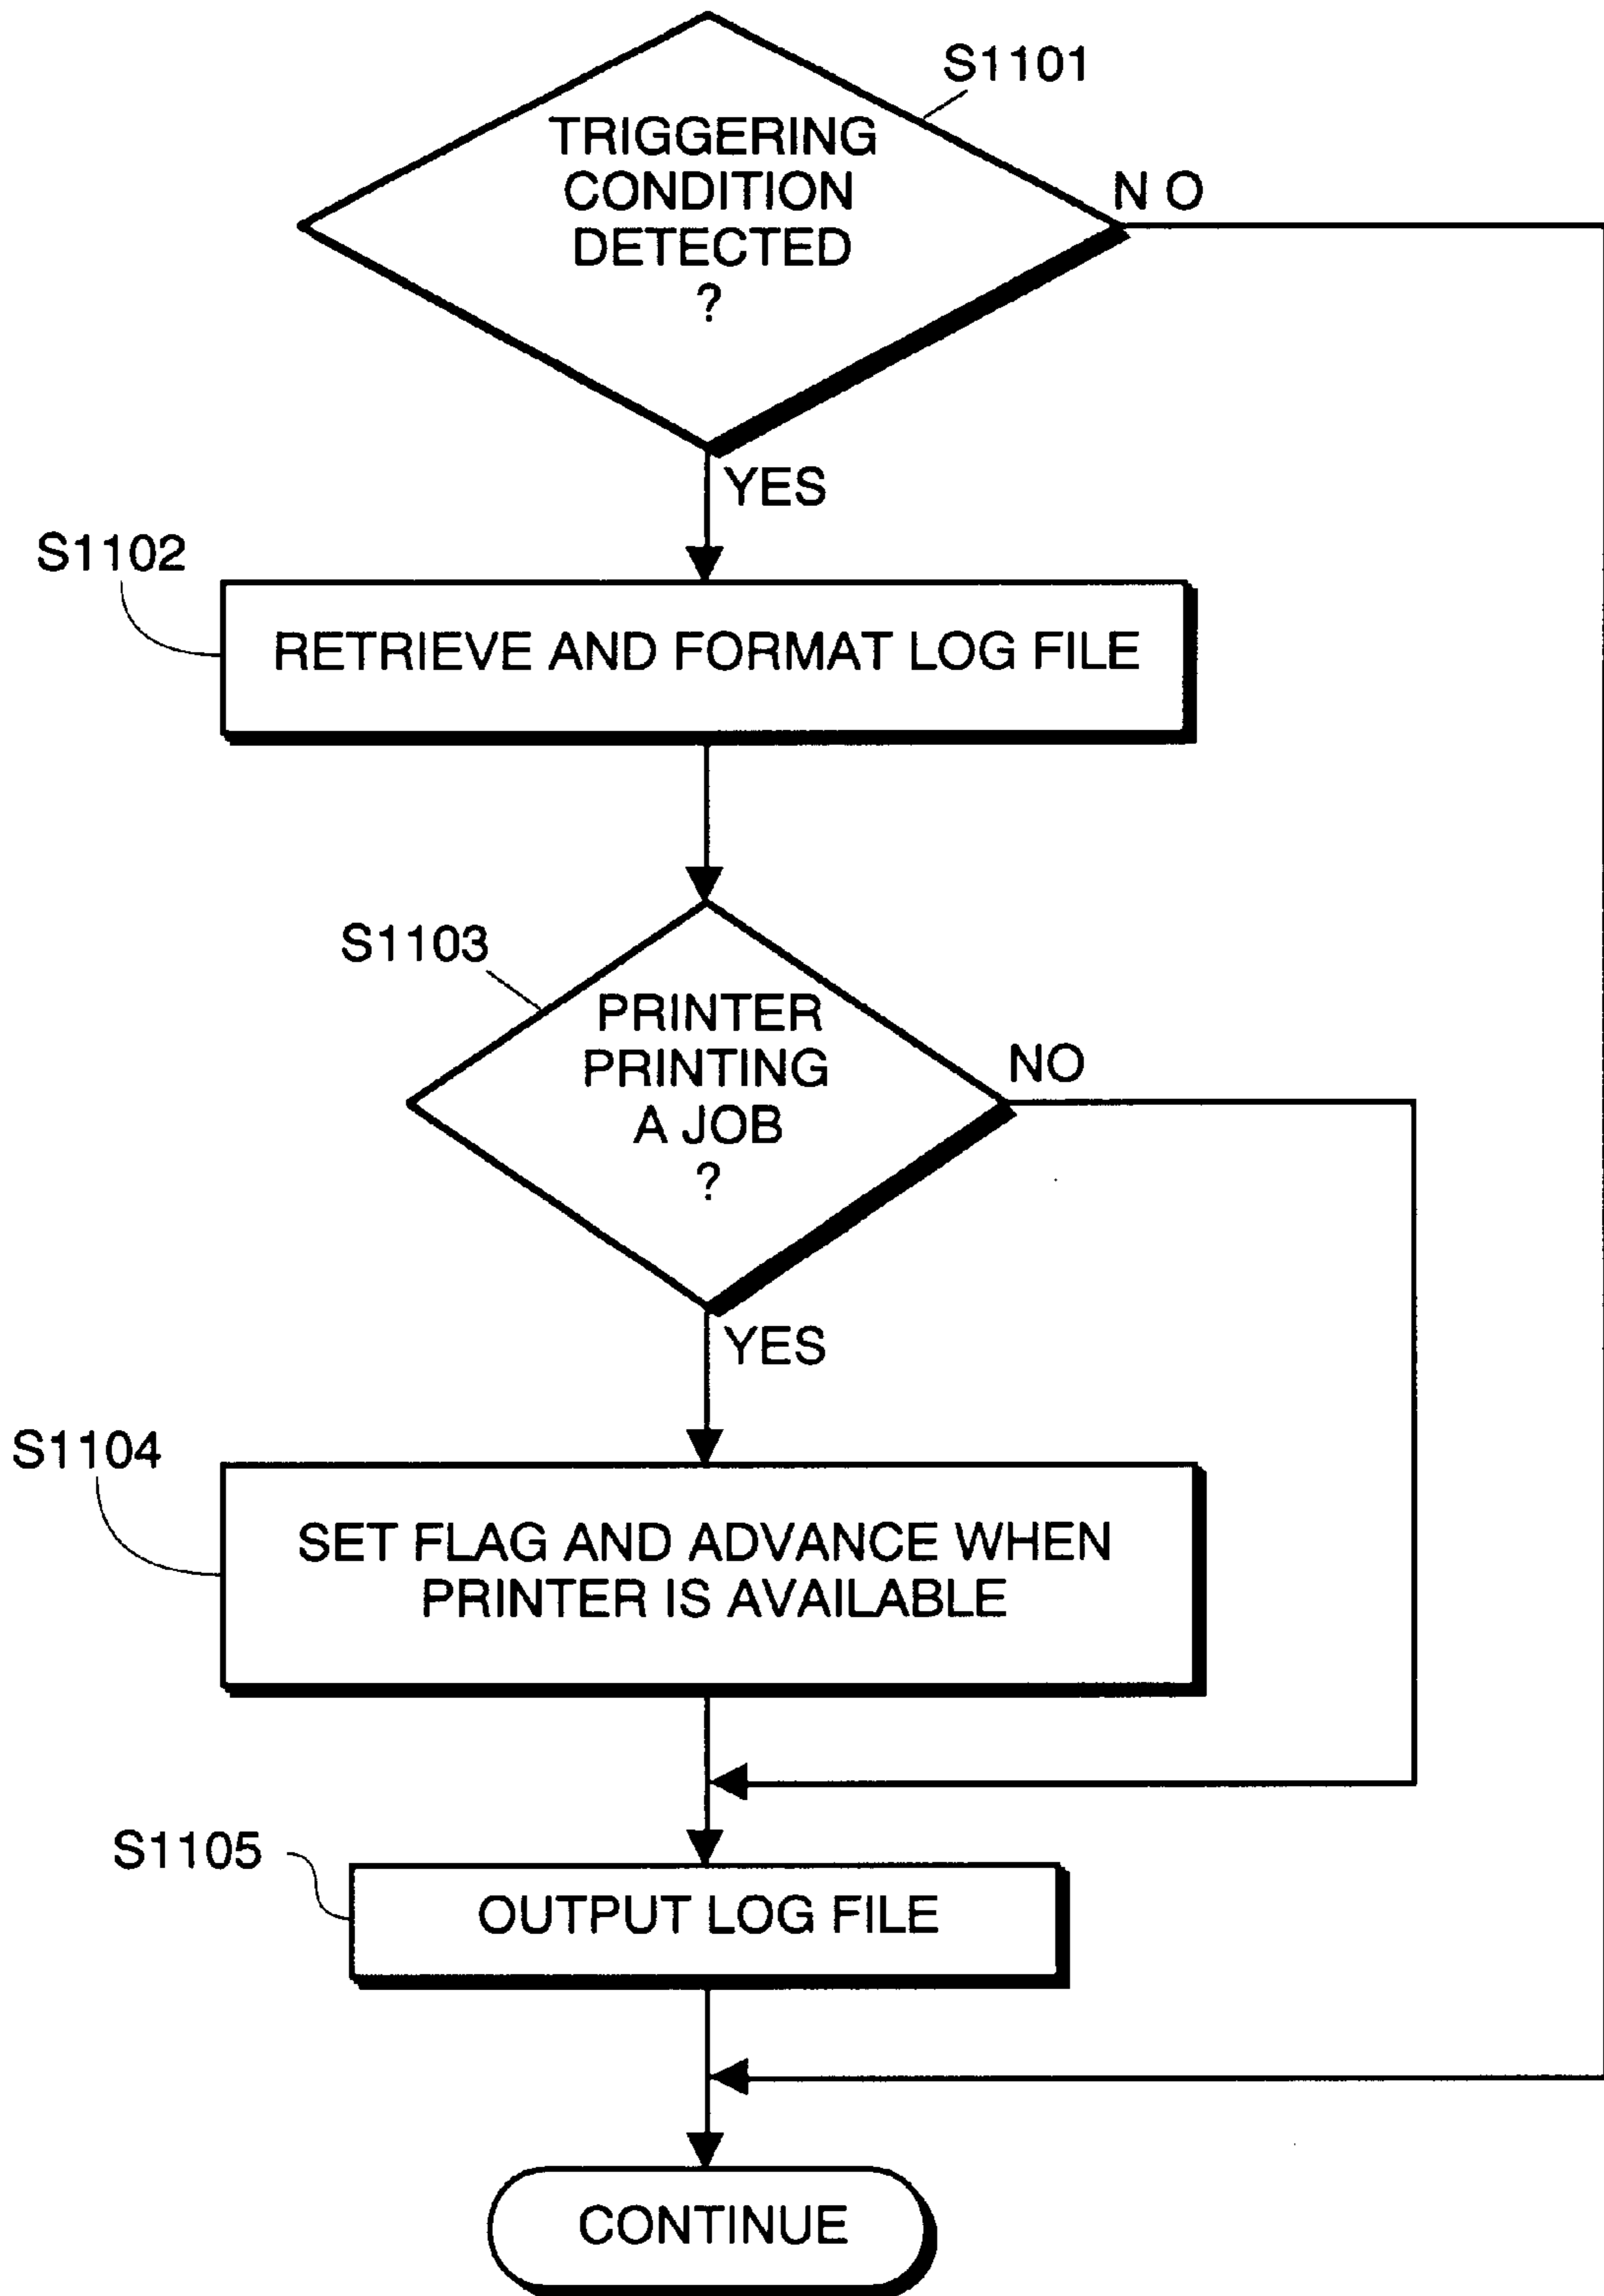 S1101
TRIGGERING
CONDITION
DETECTED
?
N O
YES
S1102
RETRIEVE AND FORMAT LOG FILE
S1103
PRINTER
PRINTING
A JOB
?
NO
YES
S1104
SET FLAG AND ADVANCE WHEN
PRINTER IS AVAILABLE
S1105
OUTPUT LOG FILE
CONTINUE